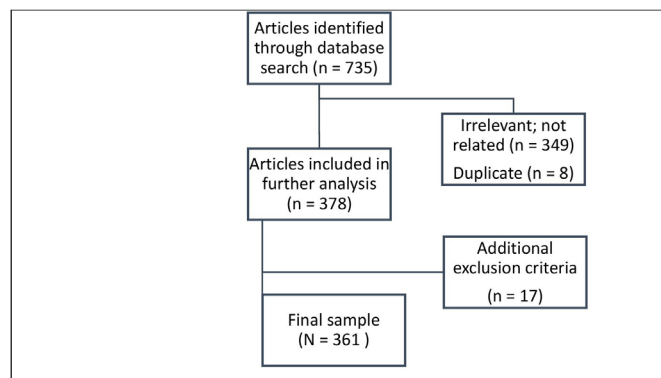 Articles identified
through database
search (n = 735)
Irrelevant; not
related (n = 349)
Duplicate (n = 8)
Articles included in
further analysis
(n = 378)
Additional
exclusion criteria
(n = 17)
Final sample
(N = 361 )